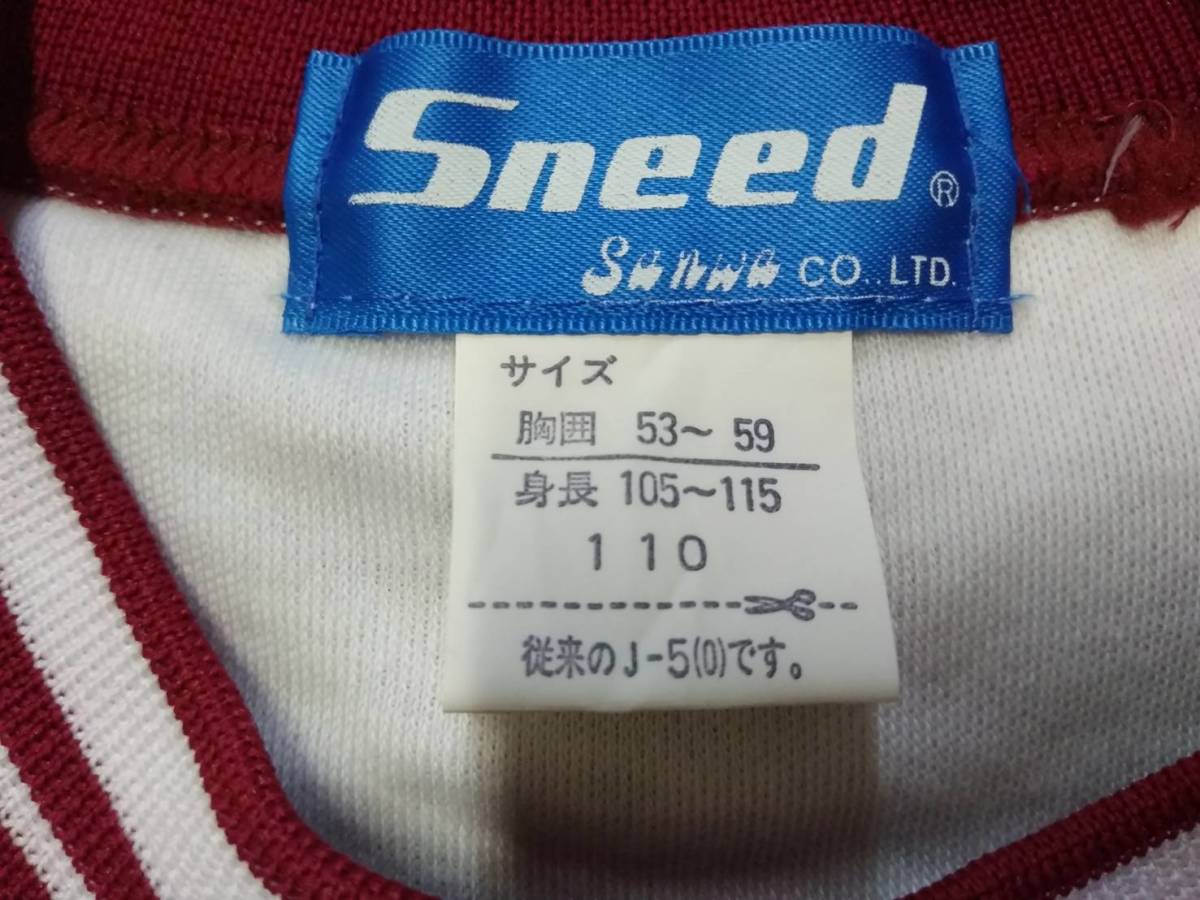 Sneed®
Sanwa CO.,LTD.
サイズ
胸囲 53～59
身長 105～115
110
従来のJ-5(0)です。